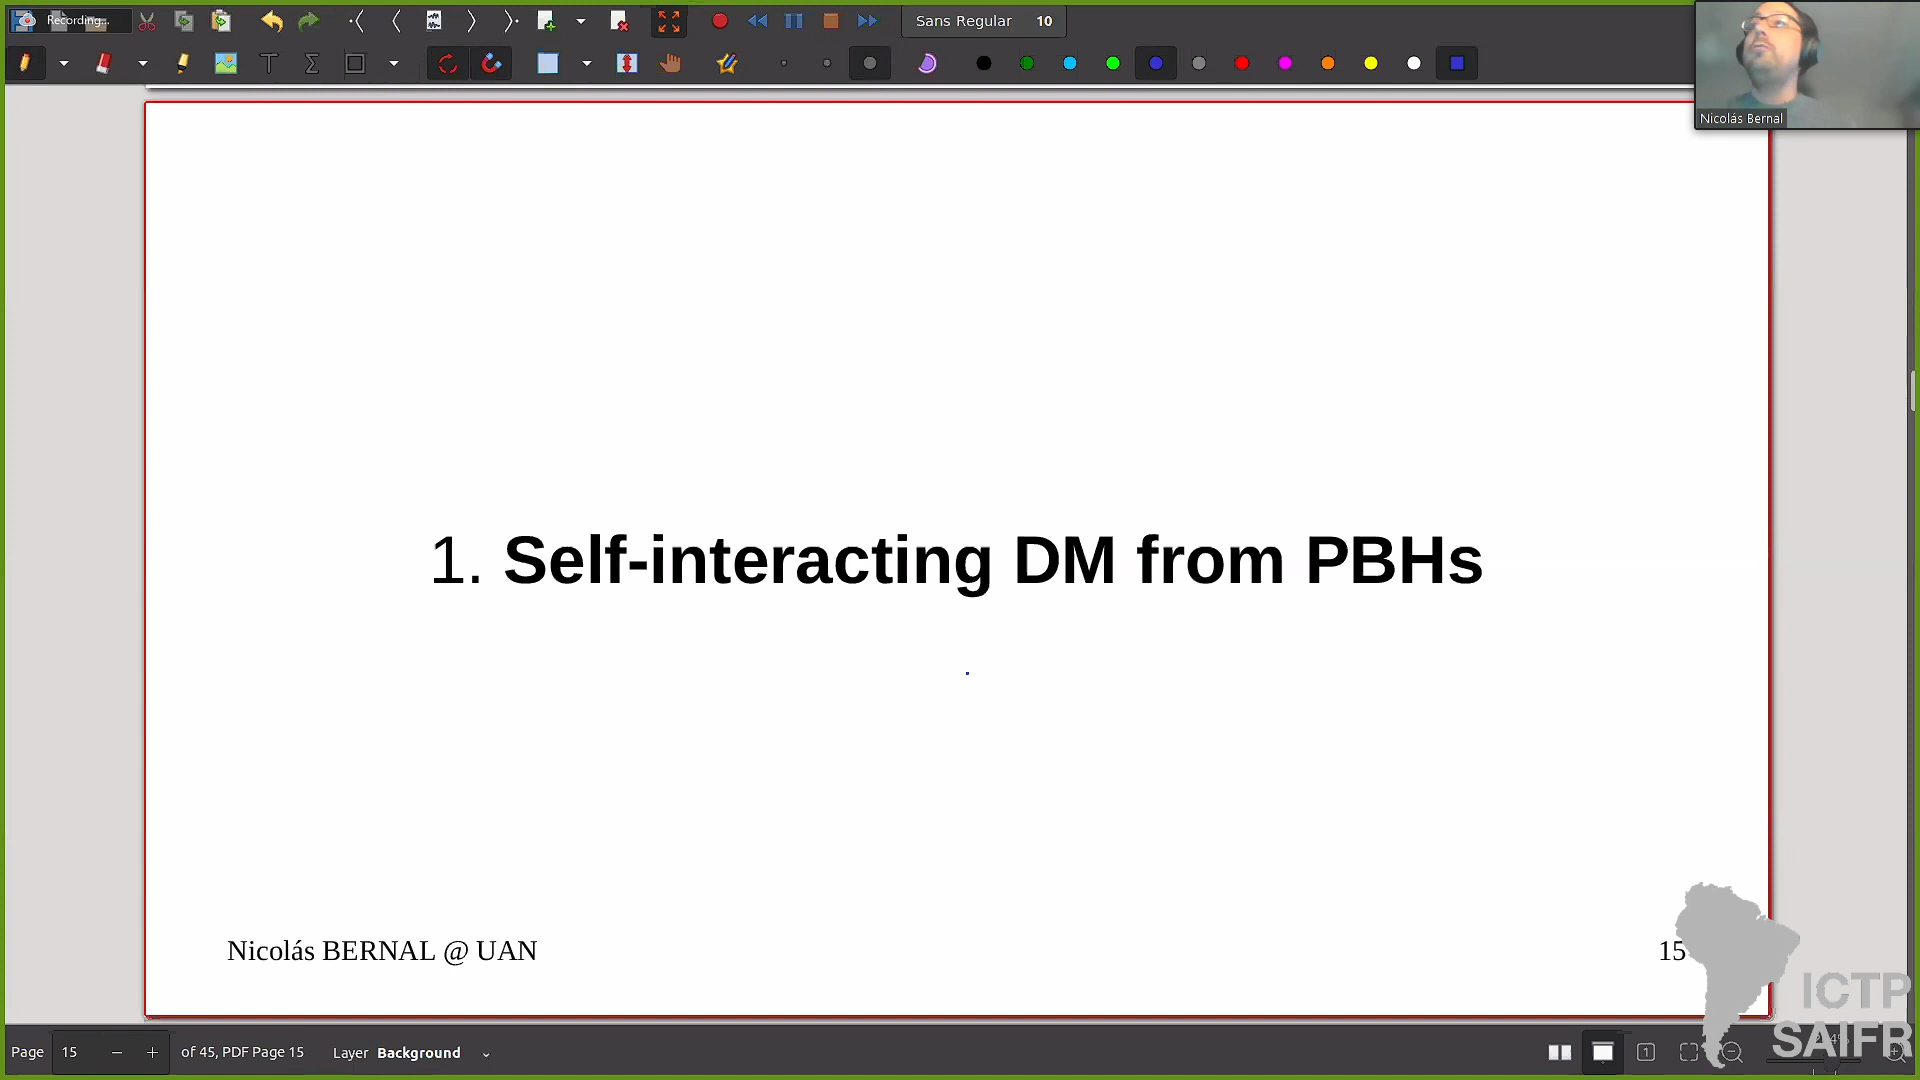 Recording...
Sans Regular 10
Nicolás Bernal
1. Self-interacting DM from PBHs
Nicolás BERNAL @ UAN
15
ICTP
SAIFR
Page 15 of 45, PDF Page 15 Layer Background